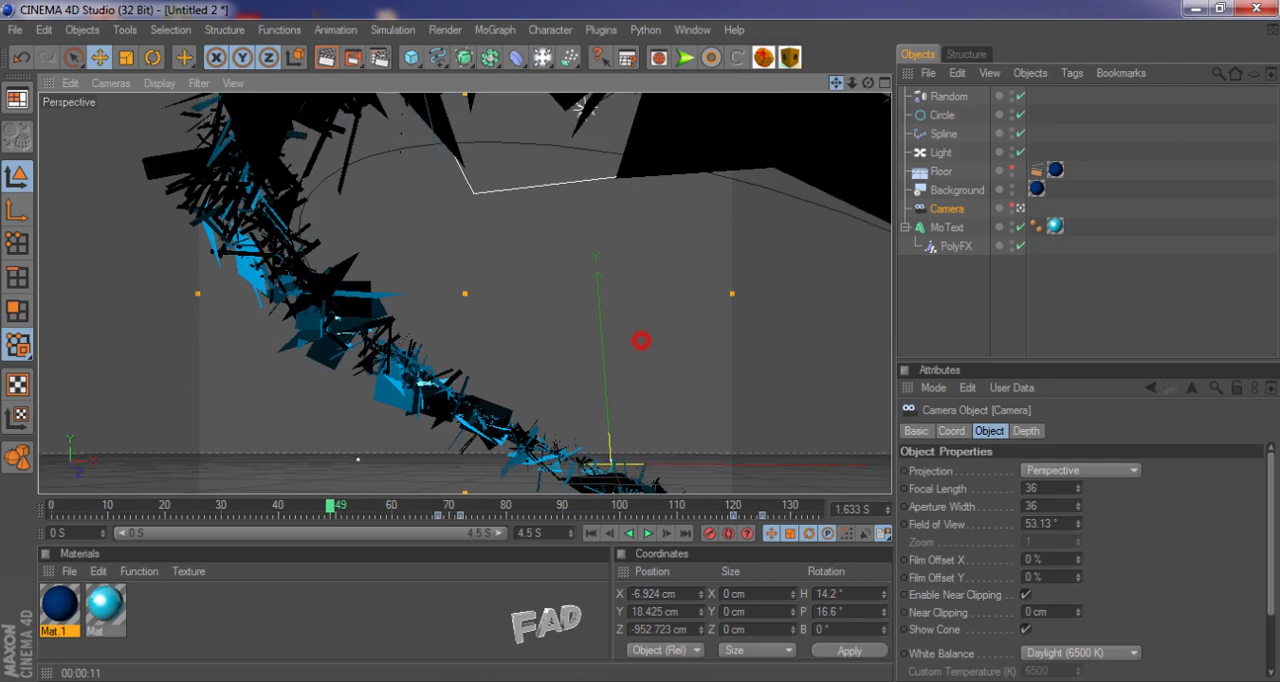 CINEMA 4D Studio (32 Bit) - [Untitled 2 *]
File Edit Objects Tools Selection Structure Functions Animation Simulation Render MoGraph Character Plugins Python Window Help
Edit Cameras Display Filter View
Perspective
Y
Y
X
Z
0 10 20 30 40 49 60 70 80 90 100 110 120 130
1.633 S
0 S
0 S
4.5 S
4.5 S
Materials
File Edit Function Texture
Mat.1
Mat
FAD
MAXON
CINEMA 4D
00:00:11
Coordinates
Position Size Rotation
X -6.924 cm X 0 cm H 14.2 °
Y 18.425 cm Y 0 cm P 16.6 °
Z -952.723 cm Z 0 cm B 0 °
Object (Rel) Size Apply
Objects Structure
File Edit View Objects Tags Bookmarks
Random
Circle
Spline
Light
Floor
Background
Camera
MoText
PolyFX
Attributes
Mode Edit User Data
Camera Object [Camera]
Basic Coord. Object Depth
Object Properties
Projection Perspective
Focal Length 36
Aperture Width 36
Field of View 53.13 °
Zoom 1
Film Offset X 0 %
Film Offset Y 0 %
Enable Near Clipping
Near Clipping 0 cm
Show Cone
White Balance Daylight (6500 K)
Custom Temperature (K) 6500